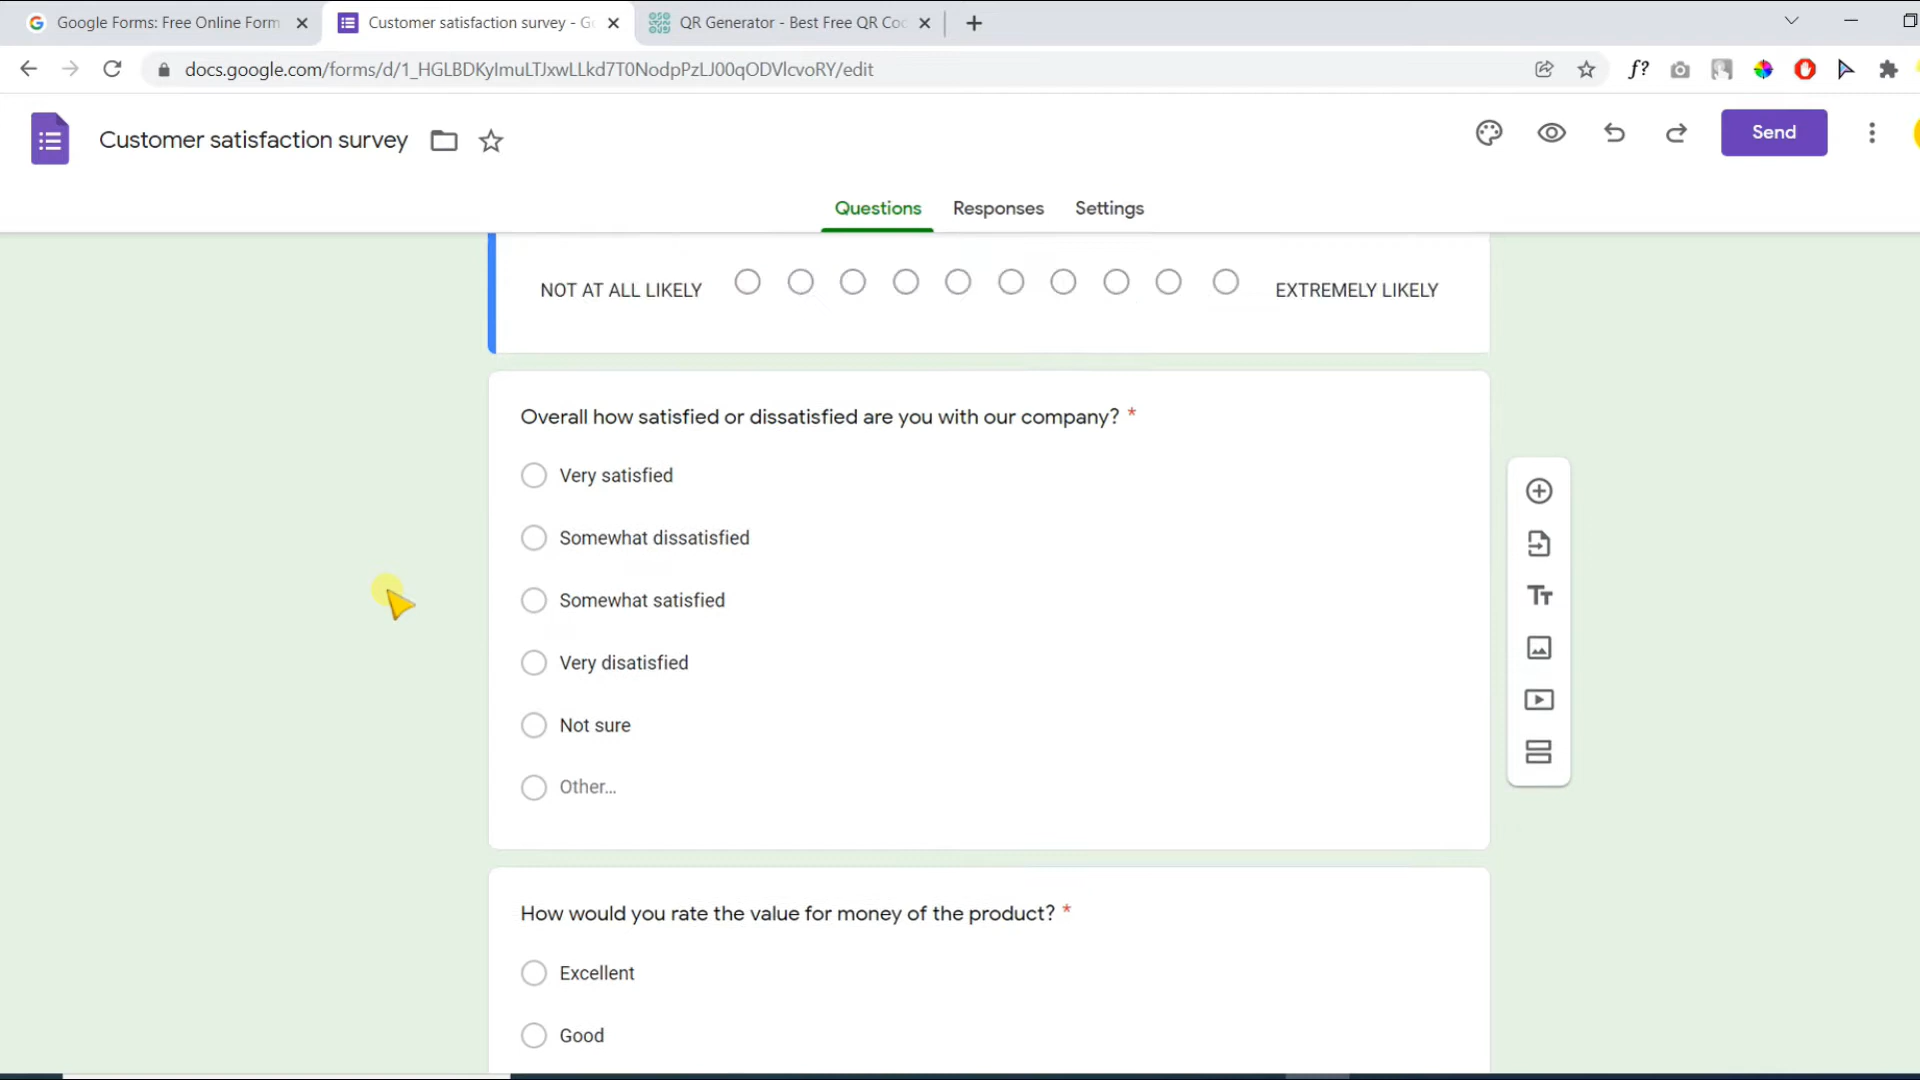 Google Forms: Free Online Form
Customer satisfaction survey - Go
QR Generator - Best Free QR Coc
docs.google.com/forms/d/1_HGLBDKyImuLTJxwLLkd7T0NodpPzLJ00qODVlcvoRY/edit
f?
Customer satisfaction survey
Send
Questions
Responses
Settings
NOT AT ALL LIKELY
EXTREMELY LIKELY
Overall how satisfied or dissatisfied are you with our company? *
Very satisfied
Somewhat dissatisfied
Somewhat satisfied
Very disatisfied
Not sure
Other...
Tт
How would you rate the value for money of the product? *
Excellent
Good